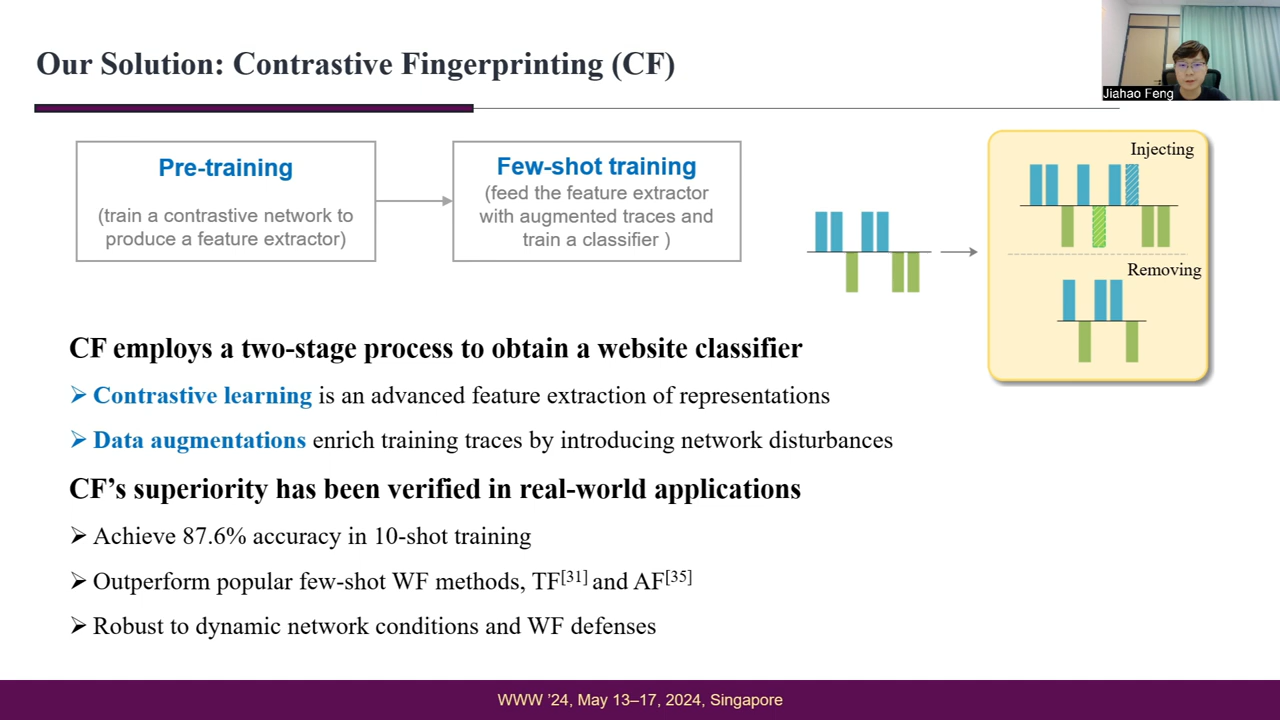 Our Solution: Contrastive Fingerprinting (CF)
Jiahao Feng
Pre-training
(train a contrastive network to
produce a feature extractor)
Few-shot training
(feed the feature extractor
with augmented traces and
train a classifier )
Injecting
Removing
CF employs a two-stage process to obtain a website classifier
➢ Contrastive learning is an advanced feature extraction of representations
➢ Data augmentations enrich training traces by introducing network disturbances
CF’s superiority has been verified in real-world applications
➢ Achieve 87.6% accuracy in 10-shot training
➢ Outperform popular few-shot WF methods, TF[31] and AF[35]
➢ Robust to dynamic network conditions and WF defenses
WWW ’24, May 13–17, 2024, Singapore